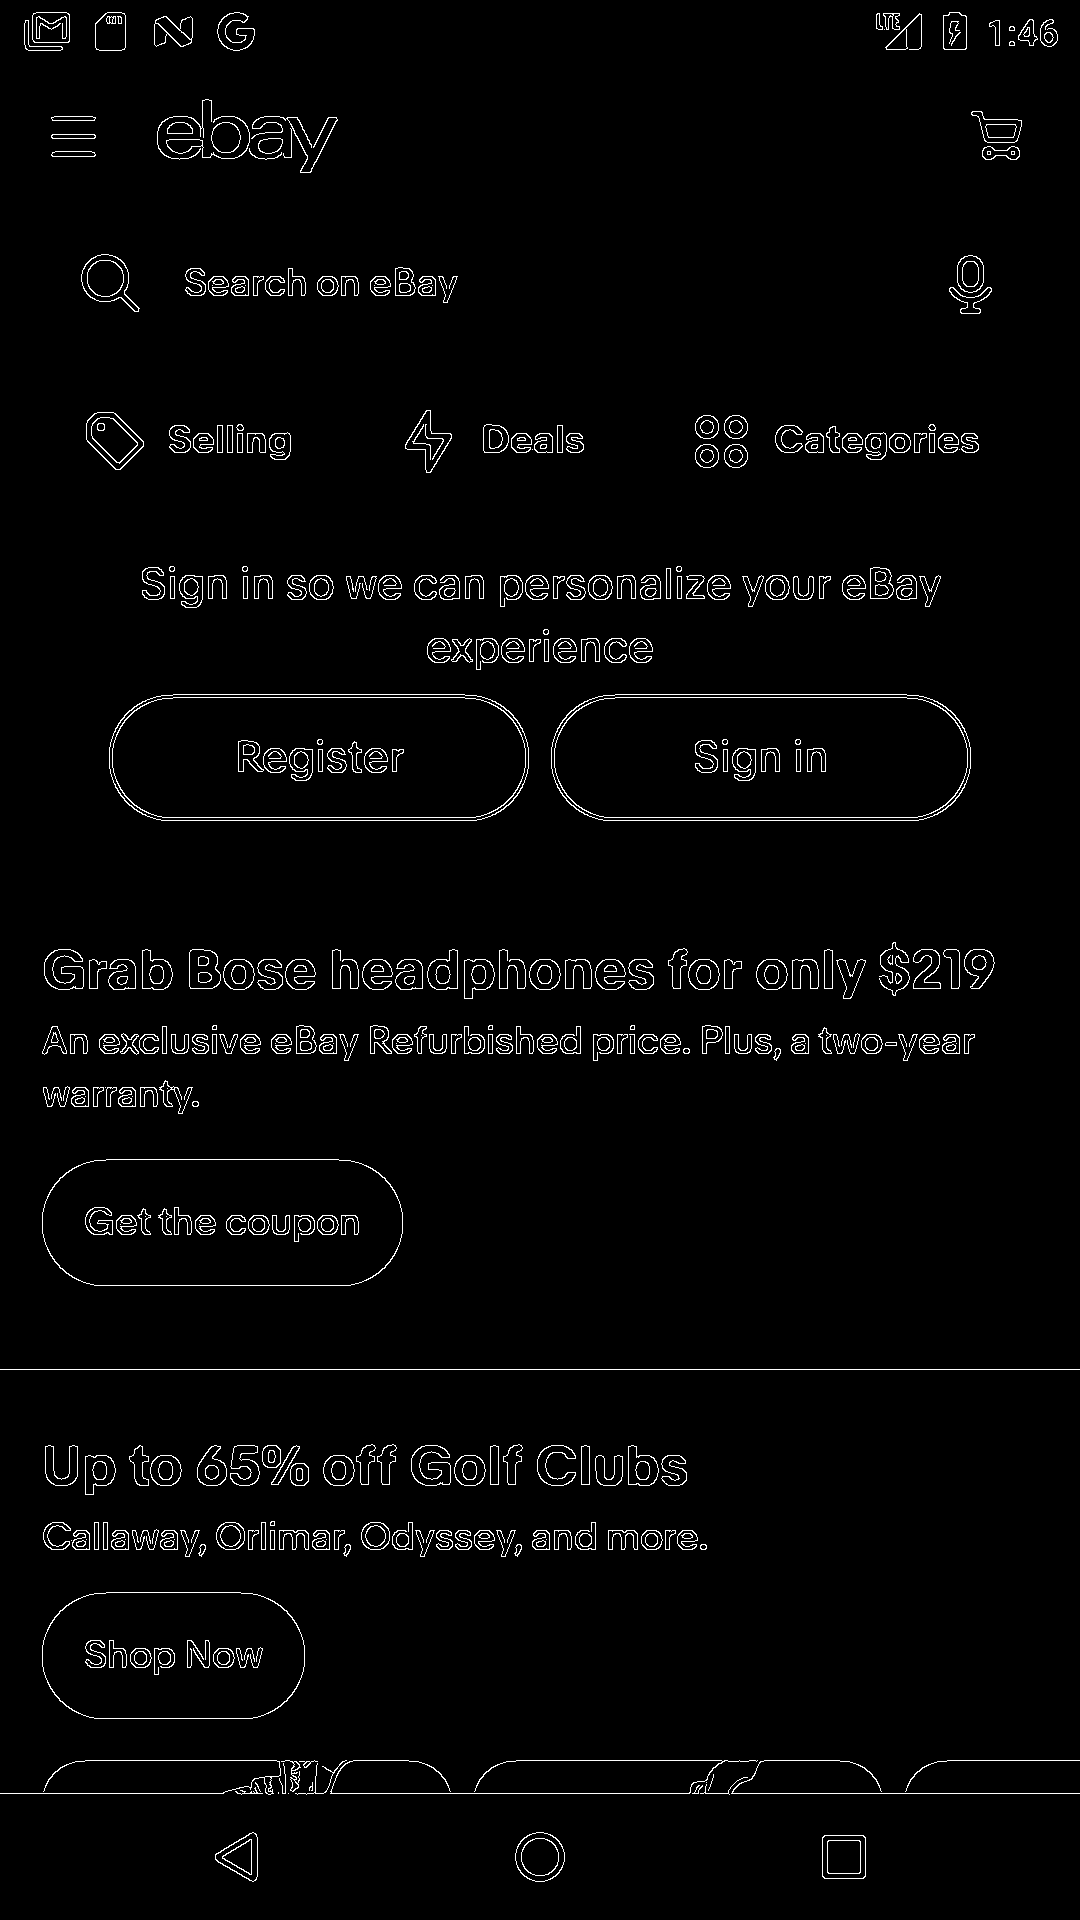 LTE 1:46
ebay
Search on eBay
Selling Deals Categories
Sign in so we can personalize your eBay
experience
Register Sign in
Grab Bose headphones for only $219
An exclusive eBay Refurbished price. Plus, a two-year
warranty.
Get the coupon
Up to 65% off Golf Clubs
Callaway, Orlimar, Odyssey, and more.
Shop Now